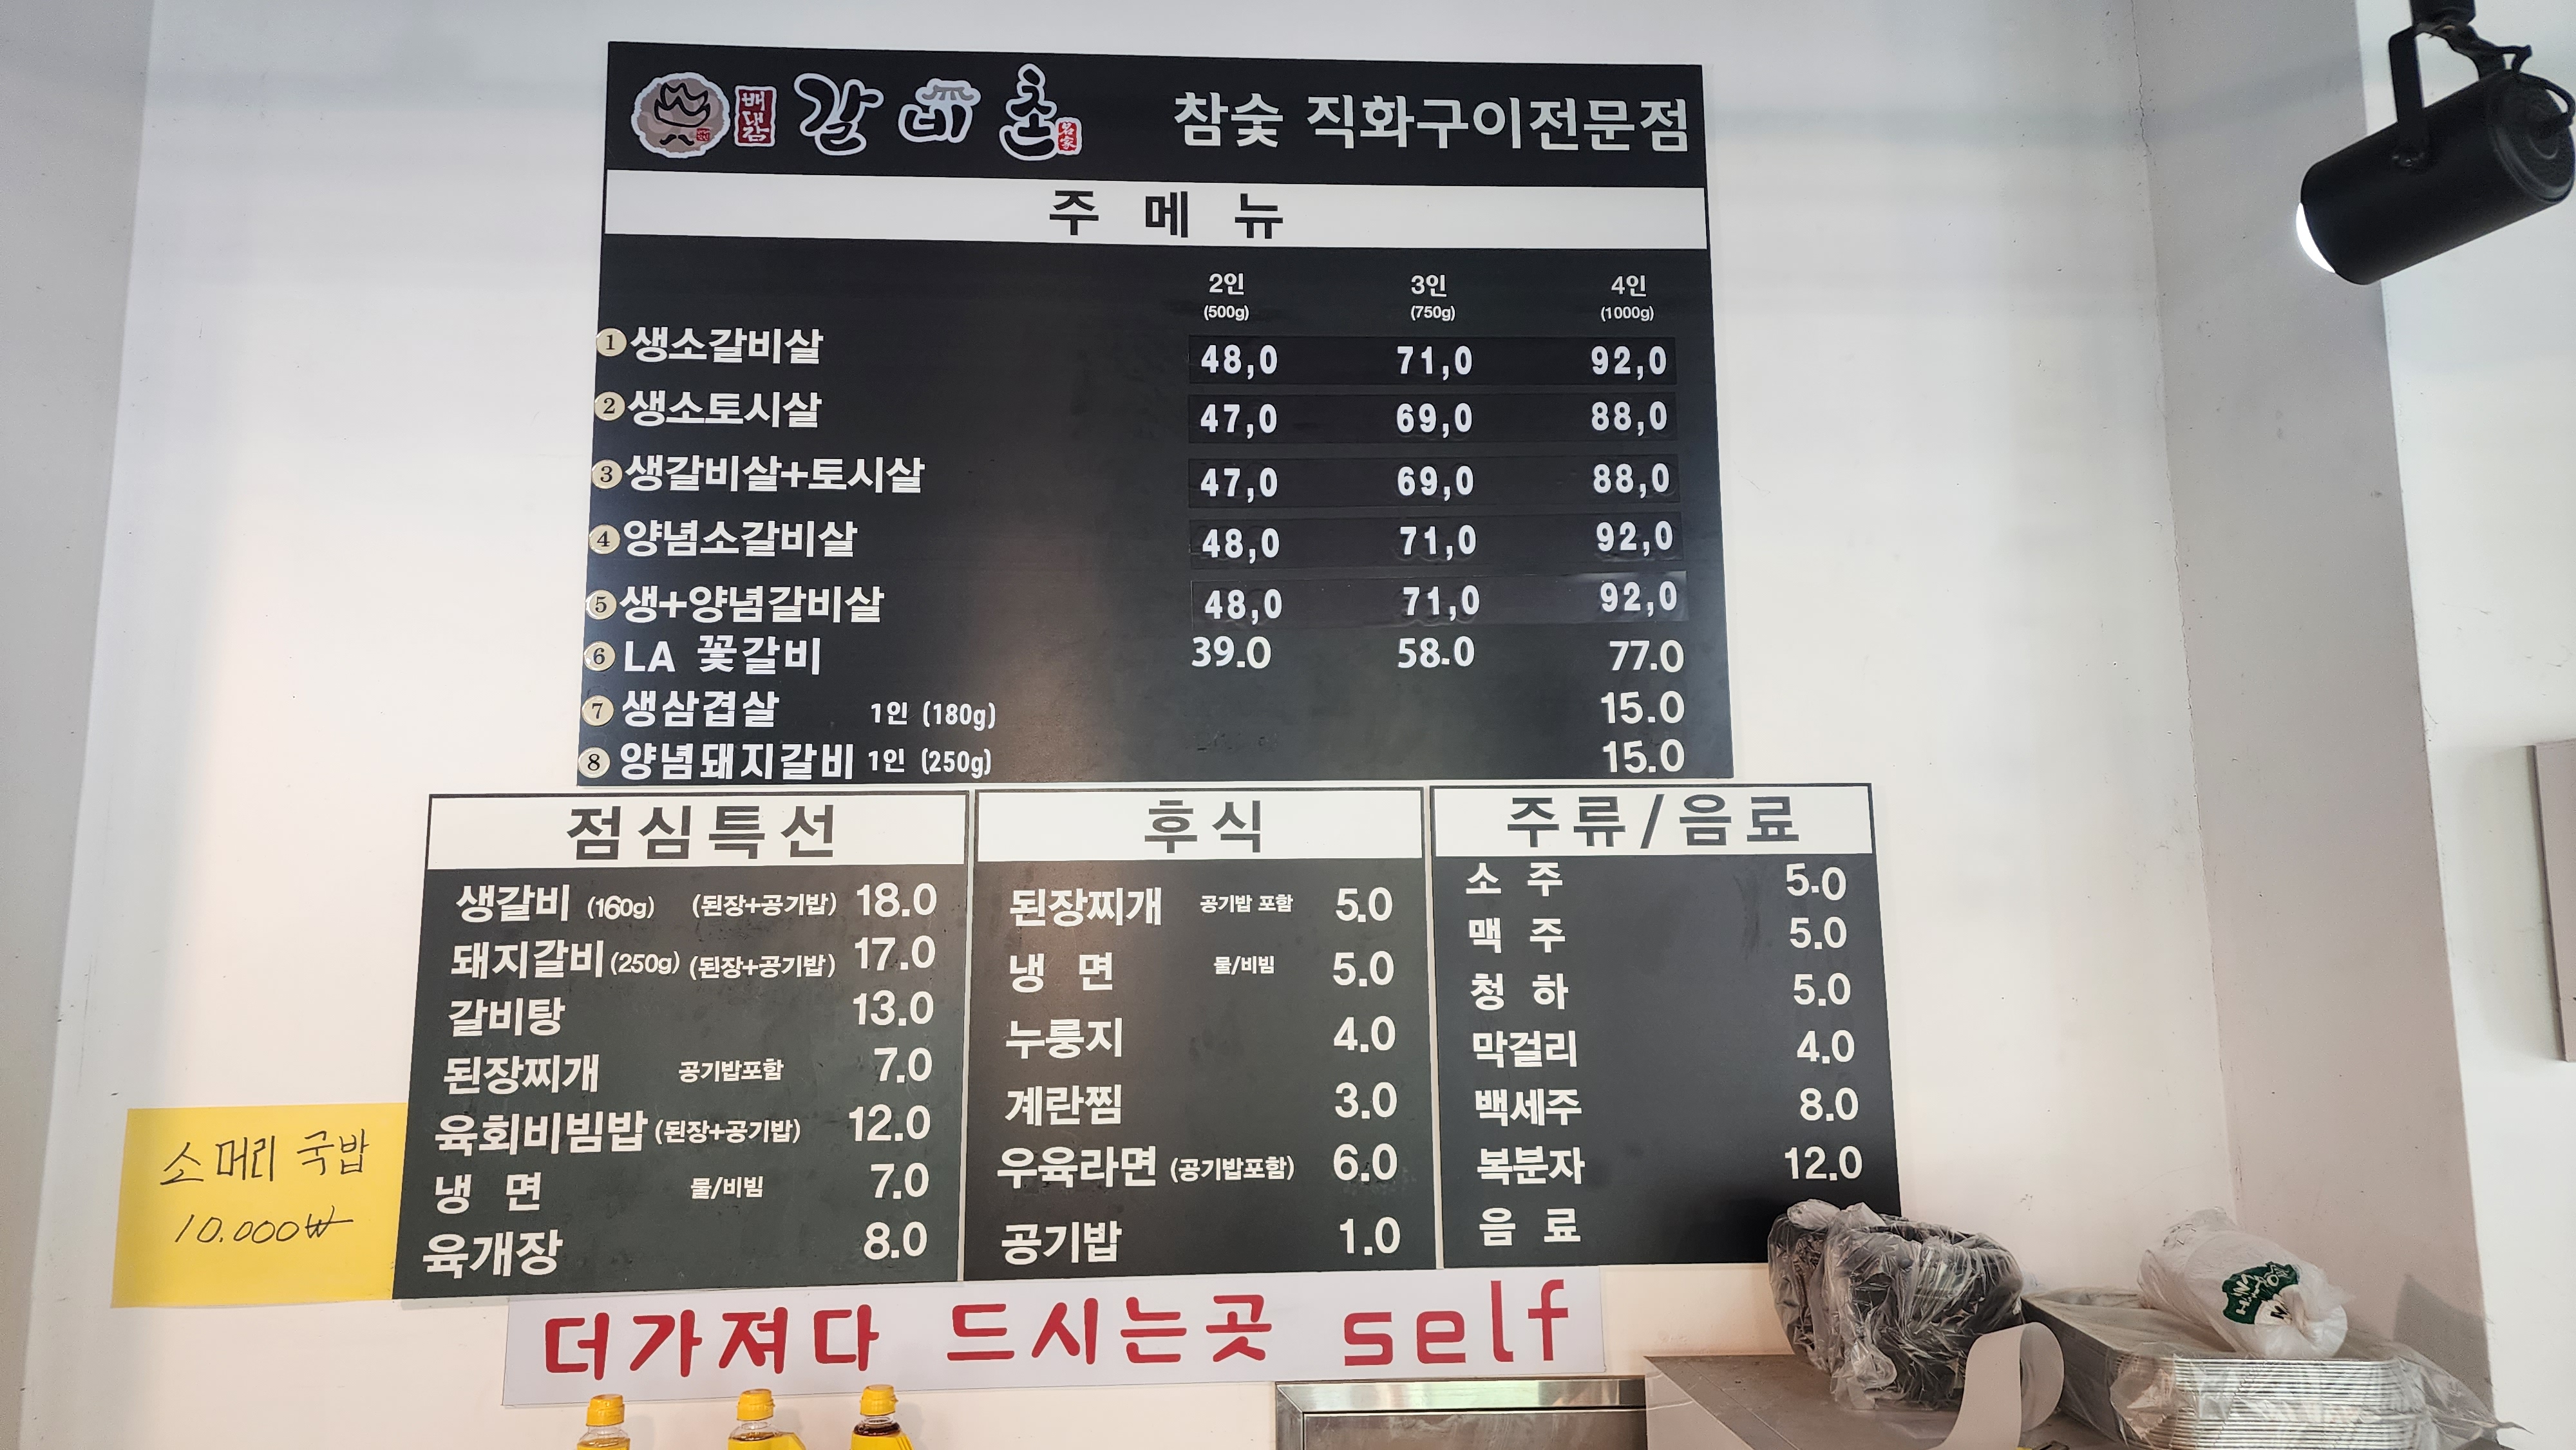 배대감 갈비촌 名家 참숯 직화구이전문점
주 메 뉴
2인 3인 4인
(500g) (750g) (1000g)
1 생소갈비살 48,0 71,0 92,0
2 생소토시살 47,0 69,0 88,0
3 생갈비살+토시살 47,0 69,0 88,0
4 양념소갈비살 48,0 71,0 92,0
5 생+양념갈비살 48,0 71,0 92,0
6 LA 꽃갈비 39.0 58.0 77.0
7 생삼겹살 1인 (180g) 15.0
8 양념돼지갈비 1인 (250g) 15.0
점심특선
생갈비 (160g) (된장+공기밥) 18.0
돼지갈비 (250g) (된장+공기밥) 17.0
갈비탕 13.0
된장찌개 공기밥포함 7.0
육회비빔밥 (된장+공기밥) 12.0
냉 면 물/비빔 7.0
육개장 8.0
후식
된장찌개 공기밥 포함 5.0
냉 면 물/비빔 5.0
누룽지 4.0
계란찜 3.0
우육라면 (공기밥포함) 6.0
공기밥 1.0
주류/음료
소 주 5.0
맥 주 5.0
청 하 5.0
막걸리 4.0
백세주 8.0
복분자 12.0
음 료
소머리 국밥
10.000₩
더가져다 드시는곳 self